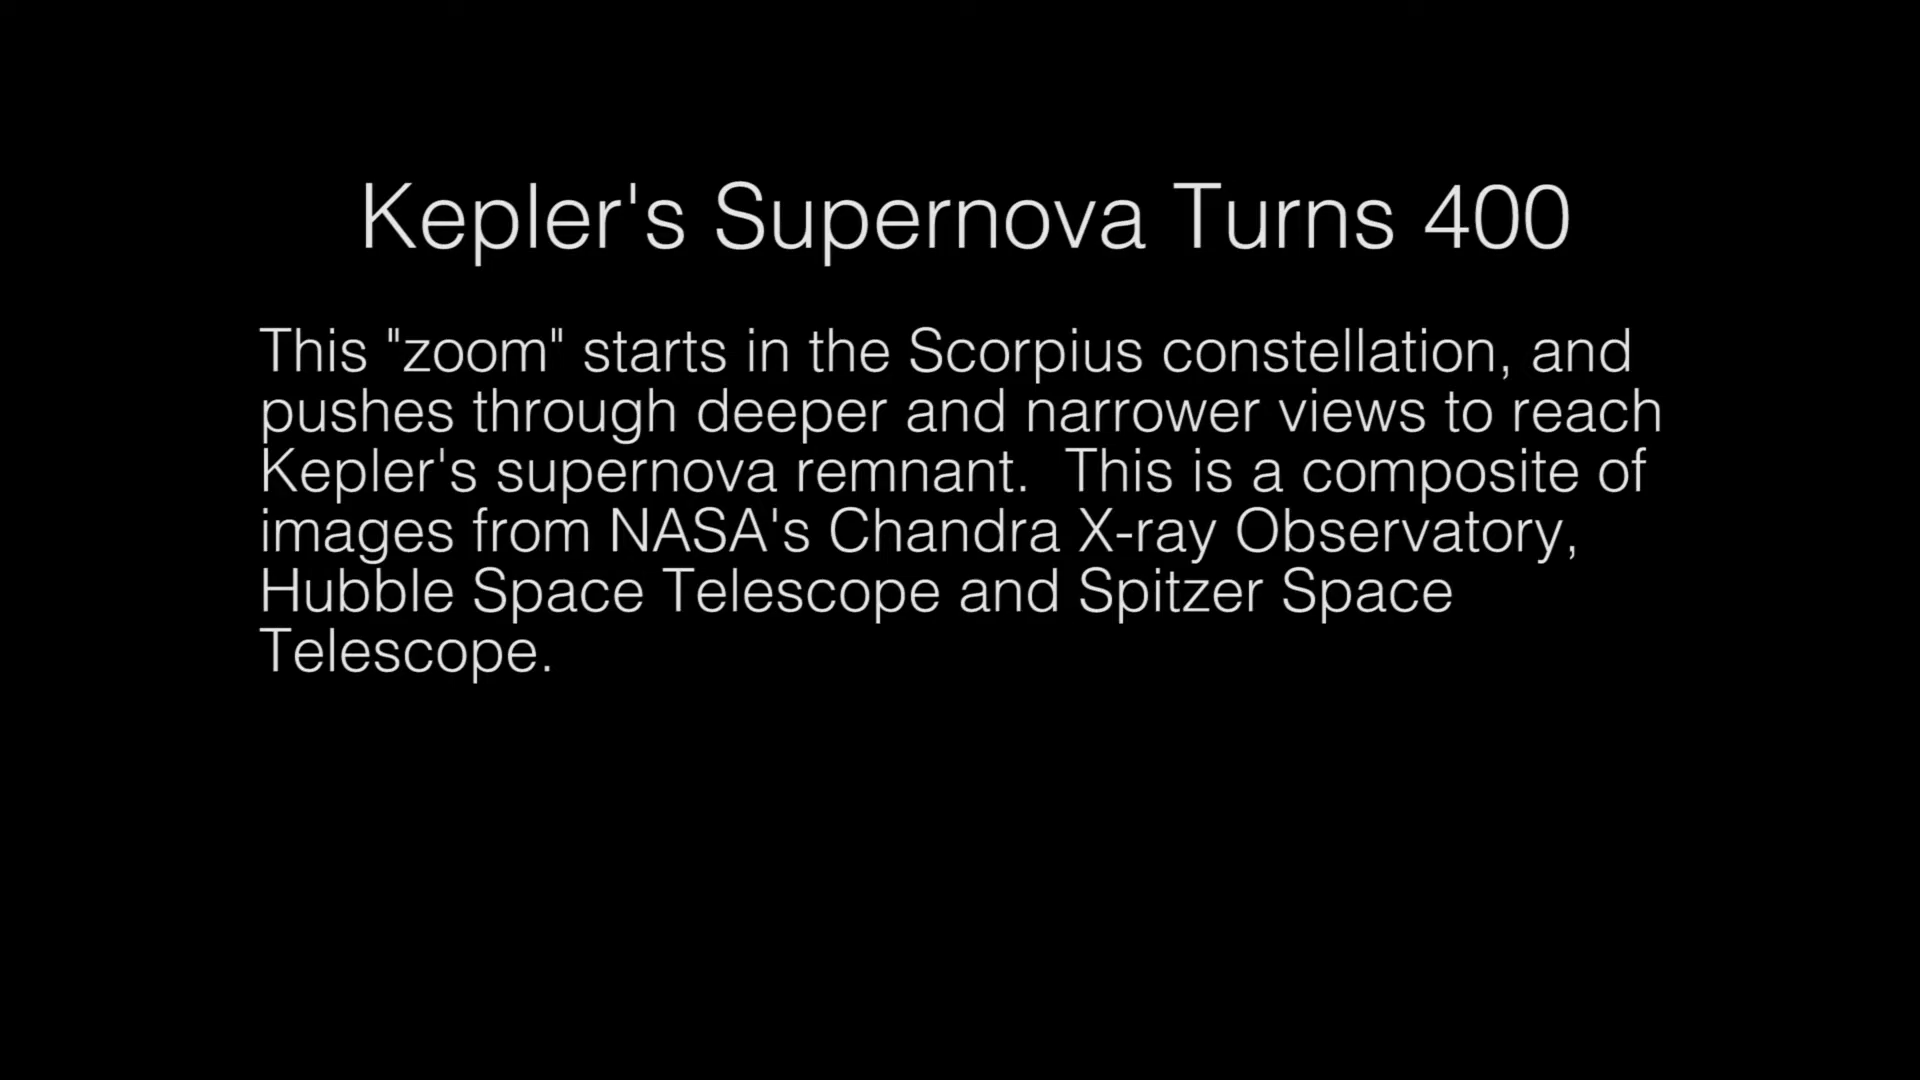 Kepler's Supernova Turns 400
This "zoom" starts in the Scorpius constellation, and
pushes through deeper and narrower views to reach
Kepler's supernova remnant.  This is a composite of
images from NASA's Chandra X-ray Observatory,
Hubble Space Telescope and Spitzer Space
Telescope.